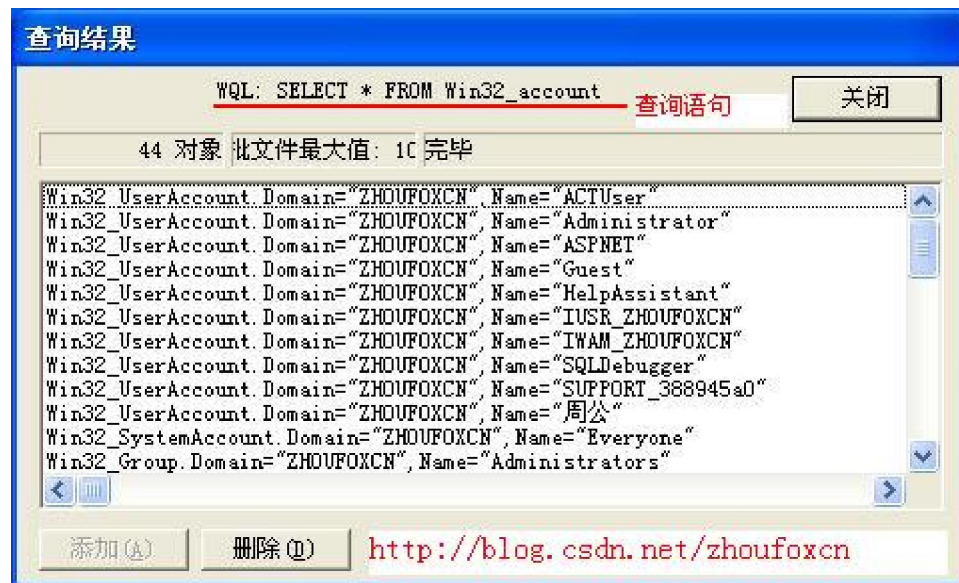 查询结果
WQL: SELECT * FROM Win32_account
查询语句
关闭
44 对象 批文件最大值: 10 完毕
Win32_UserAccount.Domain="ZHOUFOXCN",Name="ACTUser"
Win32_UserAccount.Domain="ZHOUFOXCN",Name="Administrator"
Win32_UserAccount.Domain="ZHOUFOXCN",Name="ASPNET"
Win32_UserAccount.Domain="ZHOUFOXCN",Name="Guest"
Win32_UserAccount.Domain="ZHOUFOXCN",Name="HelpAssistant"
Win32_UserAccount.Domain="ZHOUFOXCN",Name="IUSR_ZHOUFOXCN"
Win32_UserAccount.Domain="ZHOUFOXCN",Name="IWAM_ZHOUFOXCN"
Win32_UserAccount.Domain="ZHOUFOXCN",Name="SQLDebugger"
Win32_UserAccount.Domain="ZHOUFOXCN",Name="SUPPORT_388945a0"
Win32_UserAccount.Domain="ZHOUFOXCN",Name="周公"
Win32_SystemAccount.Domain="ZHOUFOXCN",Name="Everyone"
Win32_Group.Domain="ZHOUFOXCN",Name="Administrators"
添加(A)
删除(D)
http://blog.csdn.net/zhoufoxcn